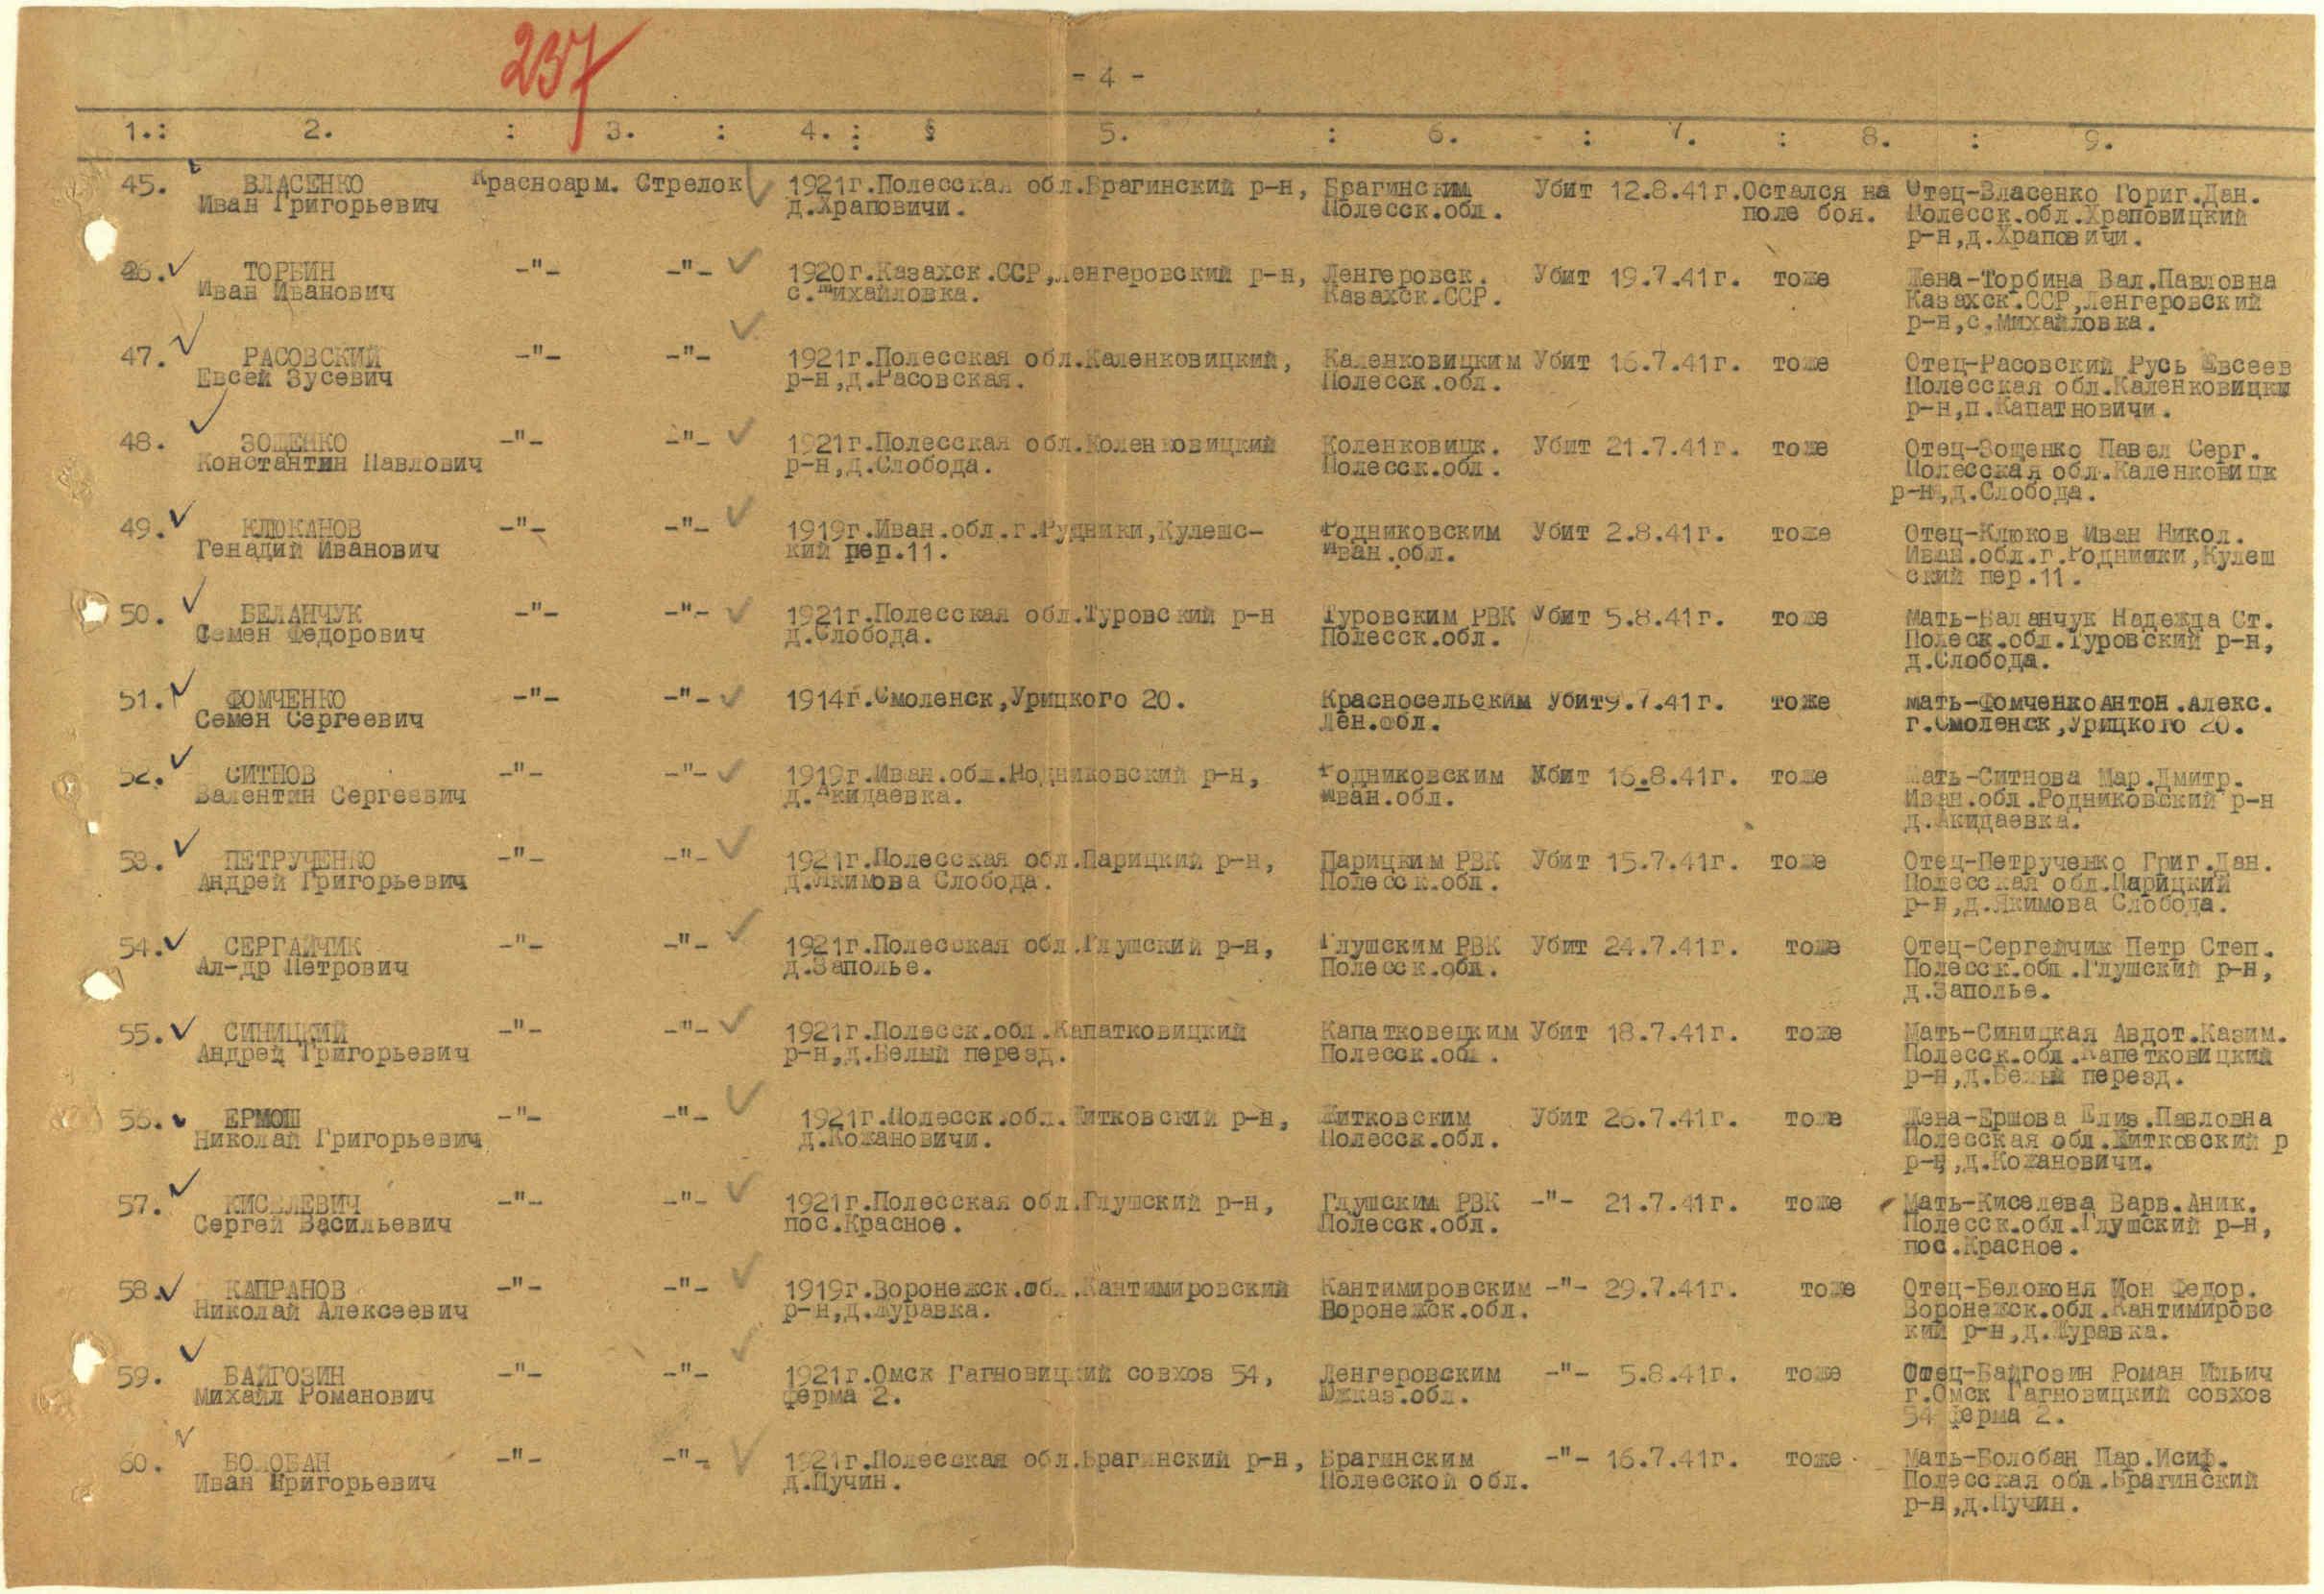 237
- 4 -
1.: 2. : 3. : 4. : 5. : 6. - : 7. : 8. : 9.
45. ВЛАСЕНКО Красноарм. Стрелок 1921г.Полесская обл.Брагинский р-н, Брагинским Убит 12.8.41г.Остался на Отец-Власенко Гориг.Дан.
Иван Григорьевич д.Храповичи. Полесск.обл. поле боя. Полесск.обл.Храповицкий
р-н,д.Храповичи.
46. ТОРБИН -"- -"- 1920г.Казахск.ССР,Ленгеровский р-н, Ленгеровск. Убит 19.7.41г. тоже Жена-Торбина Вал.Павловна
Иван Иванович с.Михайловка. Казахск.ССР. Казахск.ССР,Ленгеровский
р-н,с.Михайловка.
47. РАСОВСКИЙ -"- -"- 1921г.Полесская обл.Каленковицкий, Каленковицким Убит 16.7.41г. тоже Отец-Расовский Русь Евсеев
Евсей Зусевич р-н,д.Расовская. Полесск.обл. Полесская обл.Каленковицки
р-н,п.Капатновичи.
48. ЗОЩЕНКО -"- -"- 1921г.Полесская обл.Коленковицкий Коленковицк. Убит 21.7.41г. тоже Отец-Зощенко Павел Серг.
Константин Павлович р-н,д.Слобода. Полесск.обл. Полесская обл.Каленковицк
р-н,д.Слобода.
49. КЛЮКАНОВ -"- -"- 1919г.Иван.обл.г.Рудники,Кулешс- Родниковским Убит 2.8.41г. тоже Отец-Клюков Иван Никол.
Генадий Иванович кий пер.11. Иван.обл. Иван.обл.г.Родники,Кулеш
ский пер.11.
50. БЕЛАНЧУК -"- -"- 1921г.Полесская обл.Туровский р-н Туровским РВК Убит 5.8.41г. тоже Мать-Баланчук Надежда Ст.
Семен Федорович д.Слобода. Полесск.обл. Полеск.обл.Туровский р-н,
д.Слобода.
51. ФОМЧЕНКО -"- -"- 1914г.Смоленск,Урицкого 20. Красносельским Убит9.7.41г. тоже Мать-Фомченко Антон.Алекс.
Семен Сергеевич Лен.обл. г.Смоленск,Урицкого 20.
52. СИТНОВ -"- -"- 1919г.Иван.обл.Родниковский р-н, Родниковским Убит 16.8.41г. тоже Мать-Ситнова Мар.Дмитр.
Валентин Сергеевич д.Акидаевка. Иван.обл. Иван.обл.Родниковский р-н
д.Акидаевка.
53. ПЕТРУЧЕНКО -"- -"- 1921г.Полесская обл.Парицкий р-н, Парицким РВК Убит 15.7.41г. тоже Отец-Петрученко Григ.Дан.
Андрей Григорьевич д.Якимова Слобода. Полесск.обл. Полесская обл.Парицкий
р-н,д.Якимова Слобода.
54. СЕРГАЙЧИК -"- -"- 1921г.Полесская обл.Глушский р-н, Глушским РВК Убит 24.7.41г. тоже Отец-Сергейчик Петр Степ.
Ал-др Петрович д.Заполье. Полесск.обл. Полесск.обл.Глушский р-н,
д.Заполье.
55. СИНИЦКИЙ -"- -"- 1921г.Полесск.обл.Капатковицкий Капатковецким Убит 18.7.41г. тоже Мать-Синицкая Авдот.Казим.
Андрей Григорьевич р-н,д.Белый перезд. Полесск.обл. Полесск.обл.Капетковицкий
р-н,д.Белый перезд.
56. ЕРМОШ -"- -"- 1921г.Полесск.обл.Житковский р-н, Житковским Убит 26.7.41г. тоже Жена-Ершова Елиз.Павловна
Николай Григорьевич д.Кожановичи. Полесск.обл. Полесская обл.Житковский р
р-н,д.Кожановичи.
57. КИСЕЛЕВИЧ -"- -"- 1921г.Полесская обл.Глушский р-н, Глушским РВК -"- 21.7.41г. тоже Мать-Киселева Варв.Аник.
Сергей Васильевич пос.Красное. Полесск.обл. Полесск.обл.Глушский р-н,
пос.Красное.
58. КАПРАНОВ -"- -"- 1919г.Воронежск.обл.Кантимировский Кантимировским -"- 29.7.41г. тоже Отец-Белоконя Ион Федор.
Николай Алексеевич р-н,д.Журавка. Воронежск.обл. Воронежск.обл.Кантимировс
кий р-н,д.Журавка.
59. БАЙГОЗИН -"- -"- 1921г.Омск Гагновицкий совхоз 54, Ленгеровским -"- 5.8.41г. тоже Отец-Байгозин Роман Ильич
Михайл Романович ферма 2. Южказ.обл. г.Омск Гагновицкий совхоз
54 ферма 2.
60. БОЛОБАН -"- -"- 1921г.Полесская обл.Брагинский р-н, Брагинским -"- 16.7.41г. тоже Мать-Болобан Пар.Исиф.
Иван Григорьевич д.Пучин. Полесской обл. Полесская обл.Брагинский
р-н,д.Пучин.